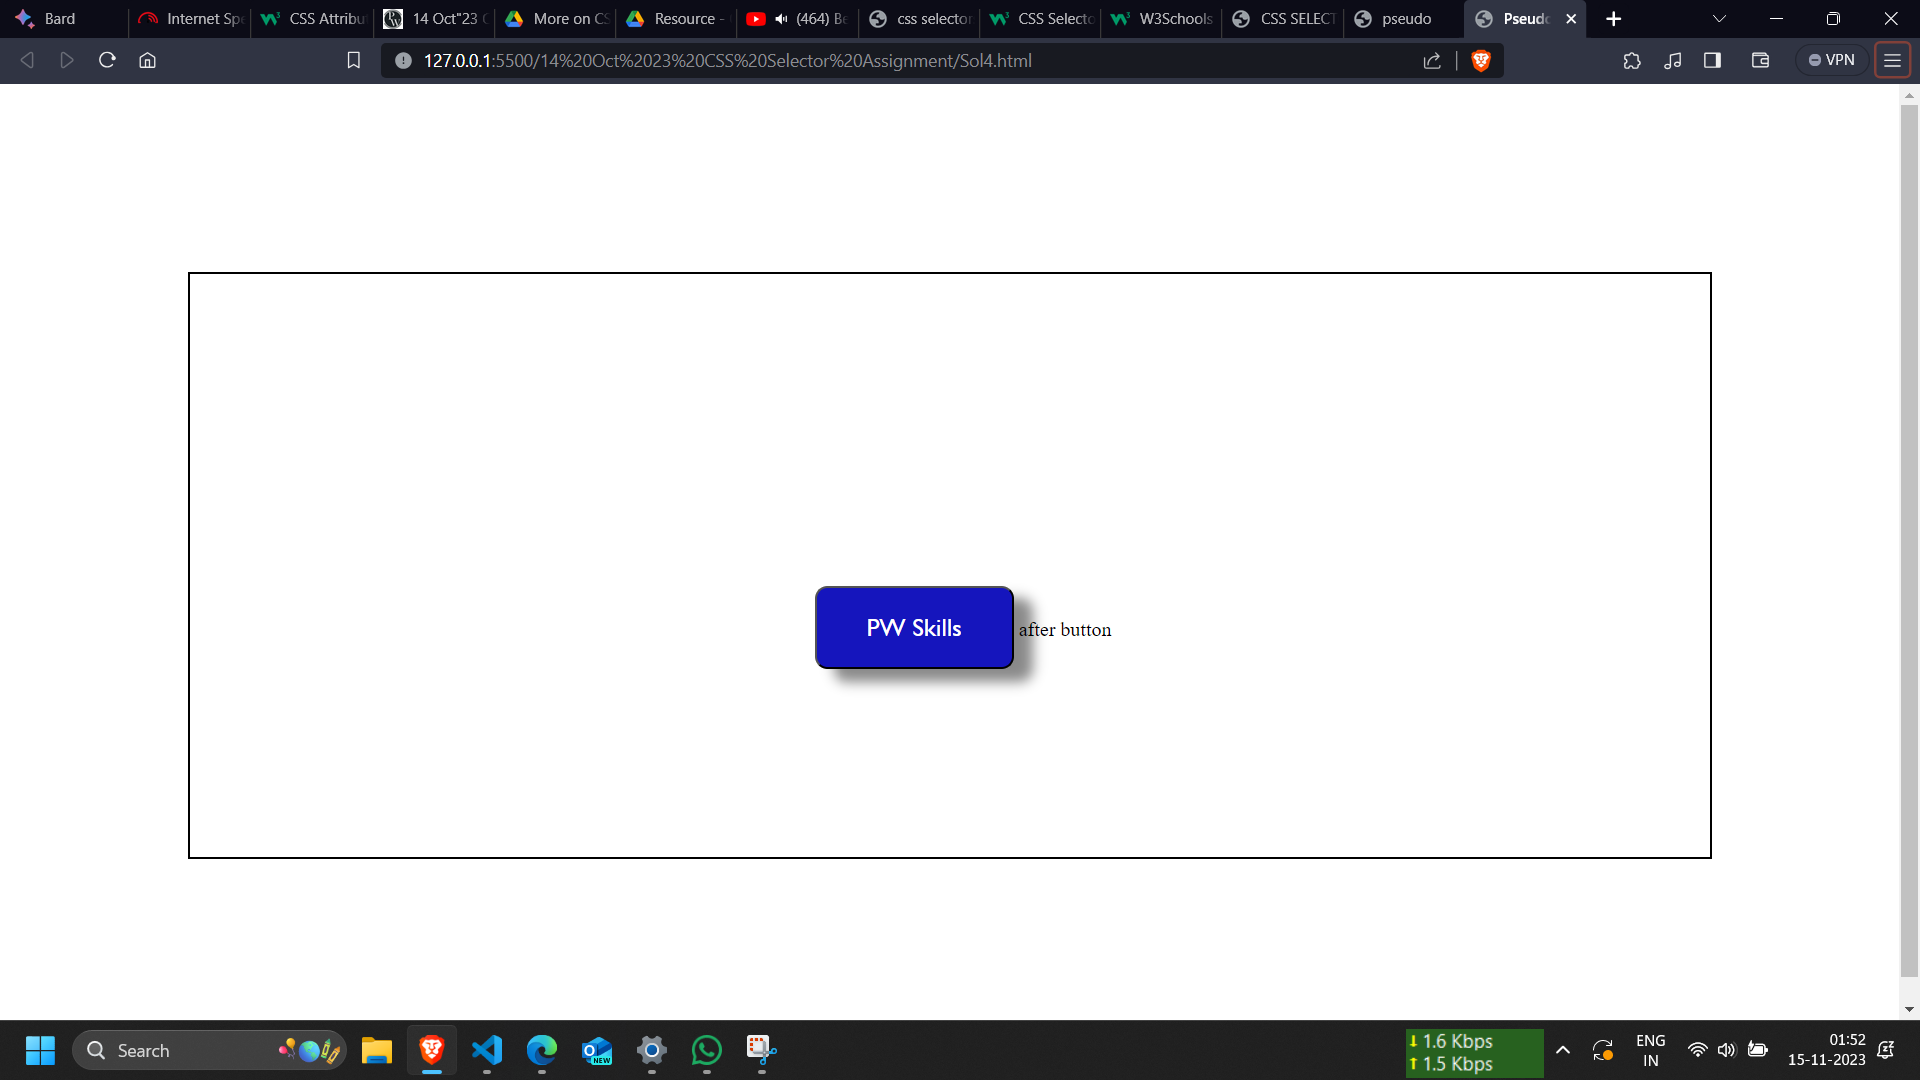 Bard
Internet Spe
CSS Attribu
14 Oct"23 C
More on CS
Resource -
(464) Be
css selector
CSS Selecto
W3Schools
CSS SELECT
pseudo
Pseudo
127.0.0.1:5500/14%20Oct%2023%20CSS%20Selector%20Assignment/Sol4.html
VPN
PW Skills
after button
Search
NEW
1.6 Kbps
1.5 Kbps
ENG
IN
01:52
15-11-2023